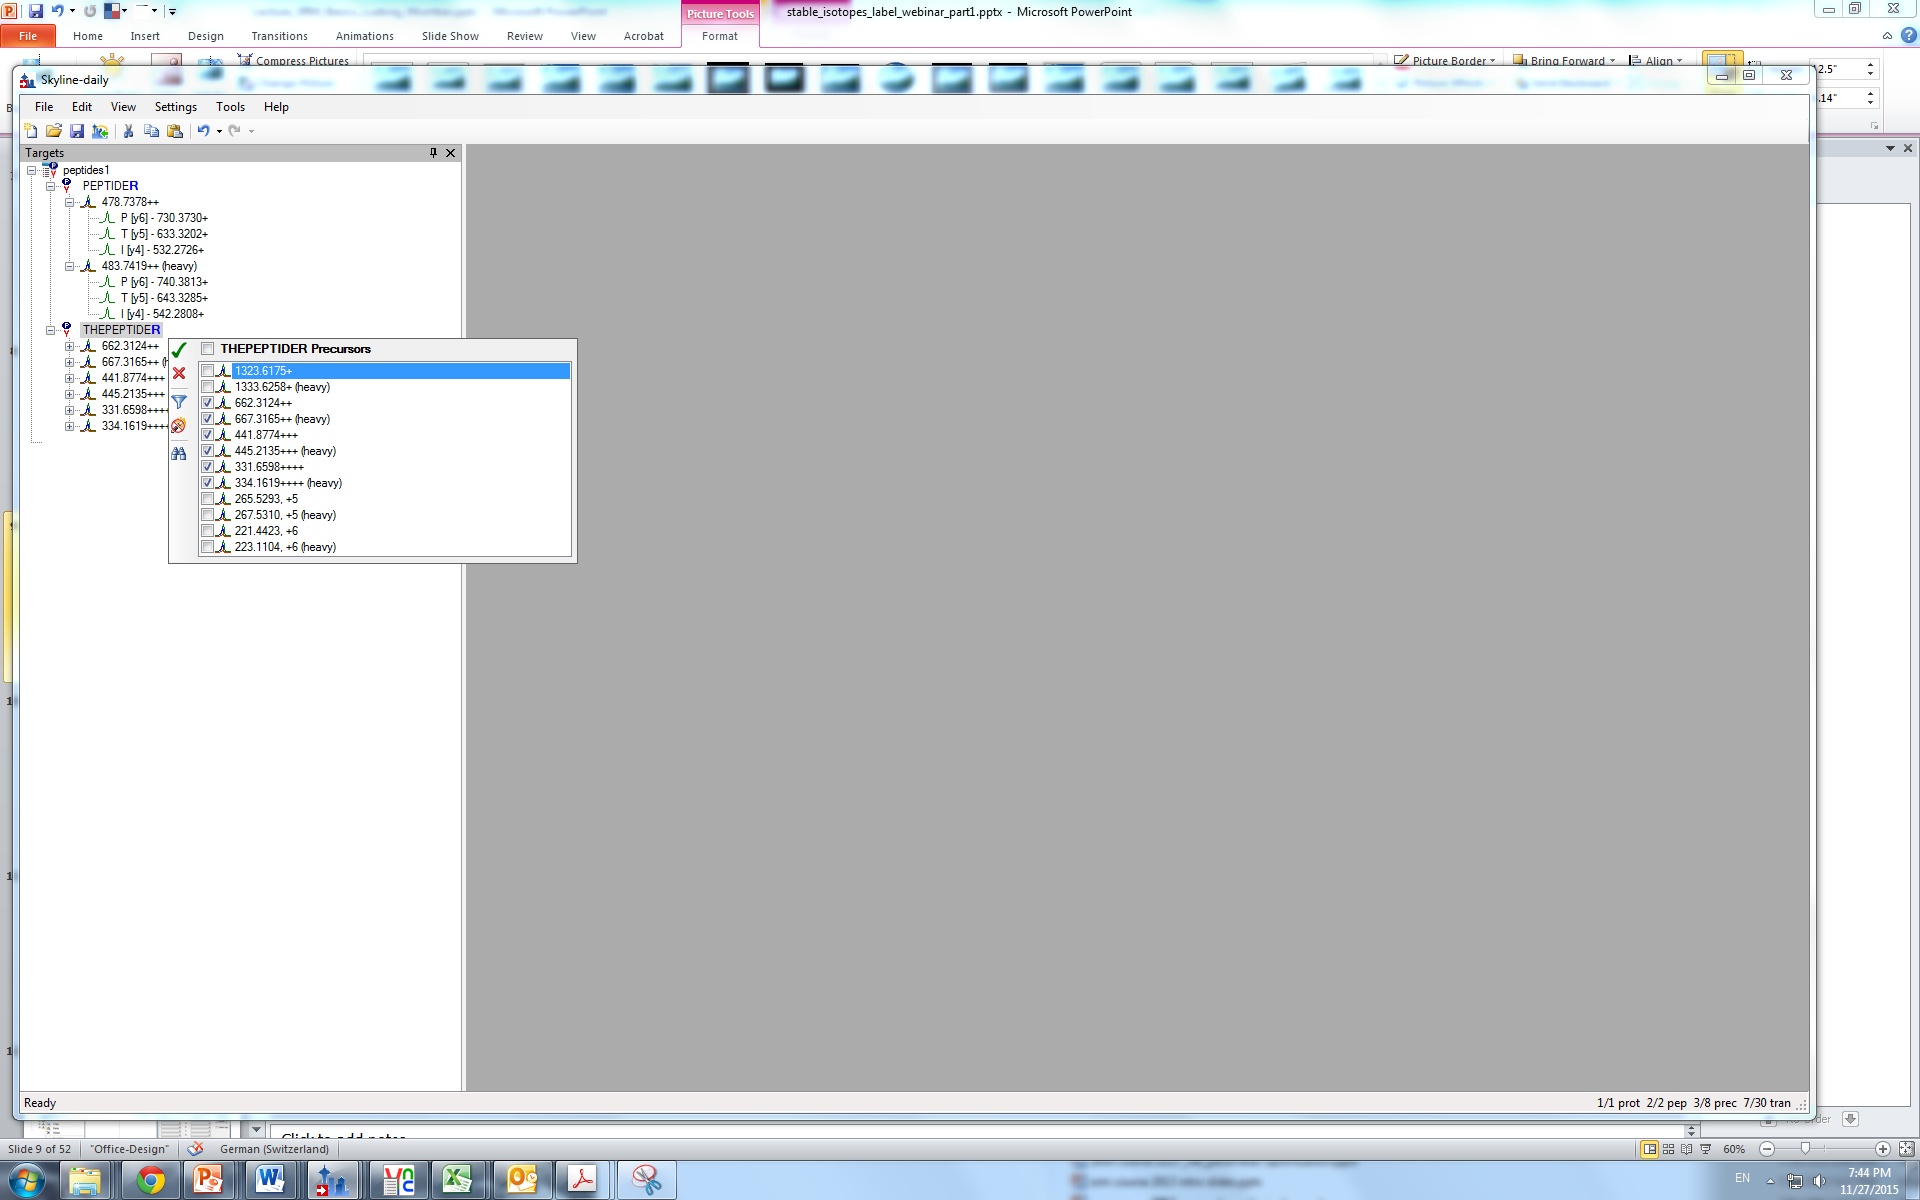 stable_isotopes_label_webinar_part1.pptx - Microsoft PowerPoint
Picture Tools
File Home Insert Design Transitions Animations Slide Show Review View Acrobat Format
Compress Pictures Picture Border Bring Forward Align 2.5"
.14"
Skyline-daily
File Edit View Settings Tools Help
Targets
peptides1
PEPTIDER
478.7378++
P [y6] - 730.3730+
T [y5] - 633.3202+
I [y4] - 532.2726+
483.7419++ (heavy)
P [y6] - 740.3813+
T [y5] - 643.3285+
I [y4] - 542.2808+
THEPEPTIDER
662.3124++
667.3165++ (h
441.8774+++
445.2135+++
331.6598++++
334.1619++++
THEPEPTIDER Precursors
1323.6175+
1333.6258+ (heavy)
662.3124++
667.3165++ (heavy)
441.8774+++
445.2135+++ (heavy)
331.6598++++
334.1619++++ (heavy)
265.5293, +5
267.5310, +5 (heavy)
221.4423, +6
223.1104, +6 (heavy)
Ready 1/1 prot 2/2 pep 3/8 prec 7/30 tran
Click to add notes
Slide 9 of 52 "Office-Design" German (Switzerland) 60%
EN 7:44 PM
11/27/2015